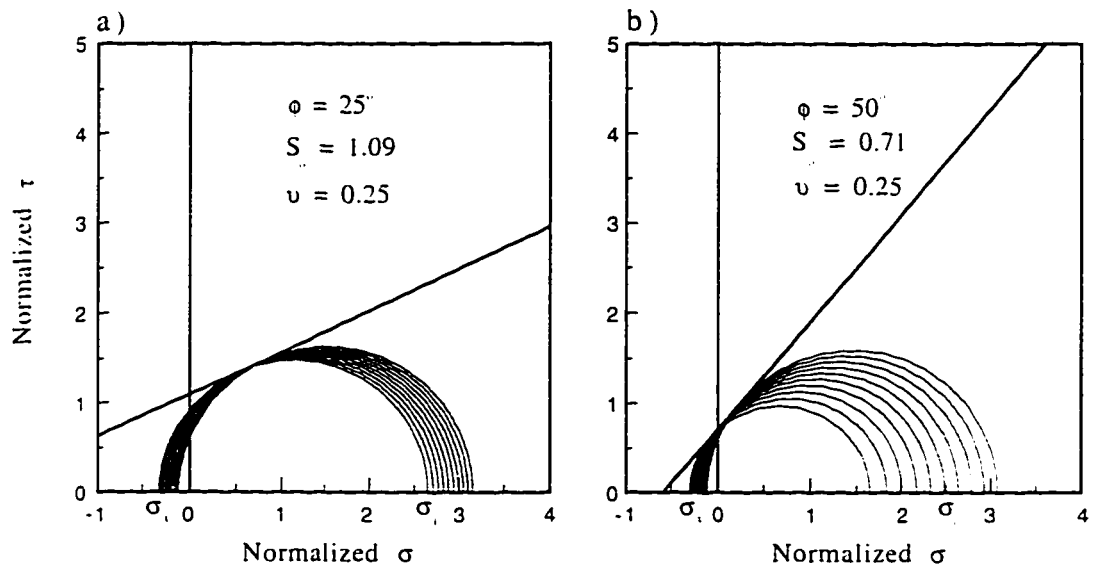 a)
b)
5
4
3
2
1
0
φ = 25°
S = 1.09
υ = 0.25
Normalized τ
-1 σ 0 1 2 σ 3 4
Normalized σ
5
4
3
2
1
0
φ = 50
S = 0.71
υ = 0.25
-1 σ 0 1 2 σ 3 4
Normalized σ